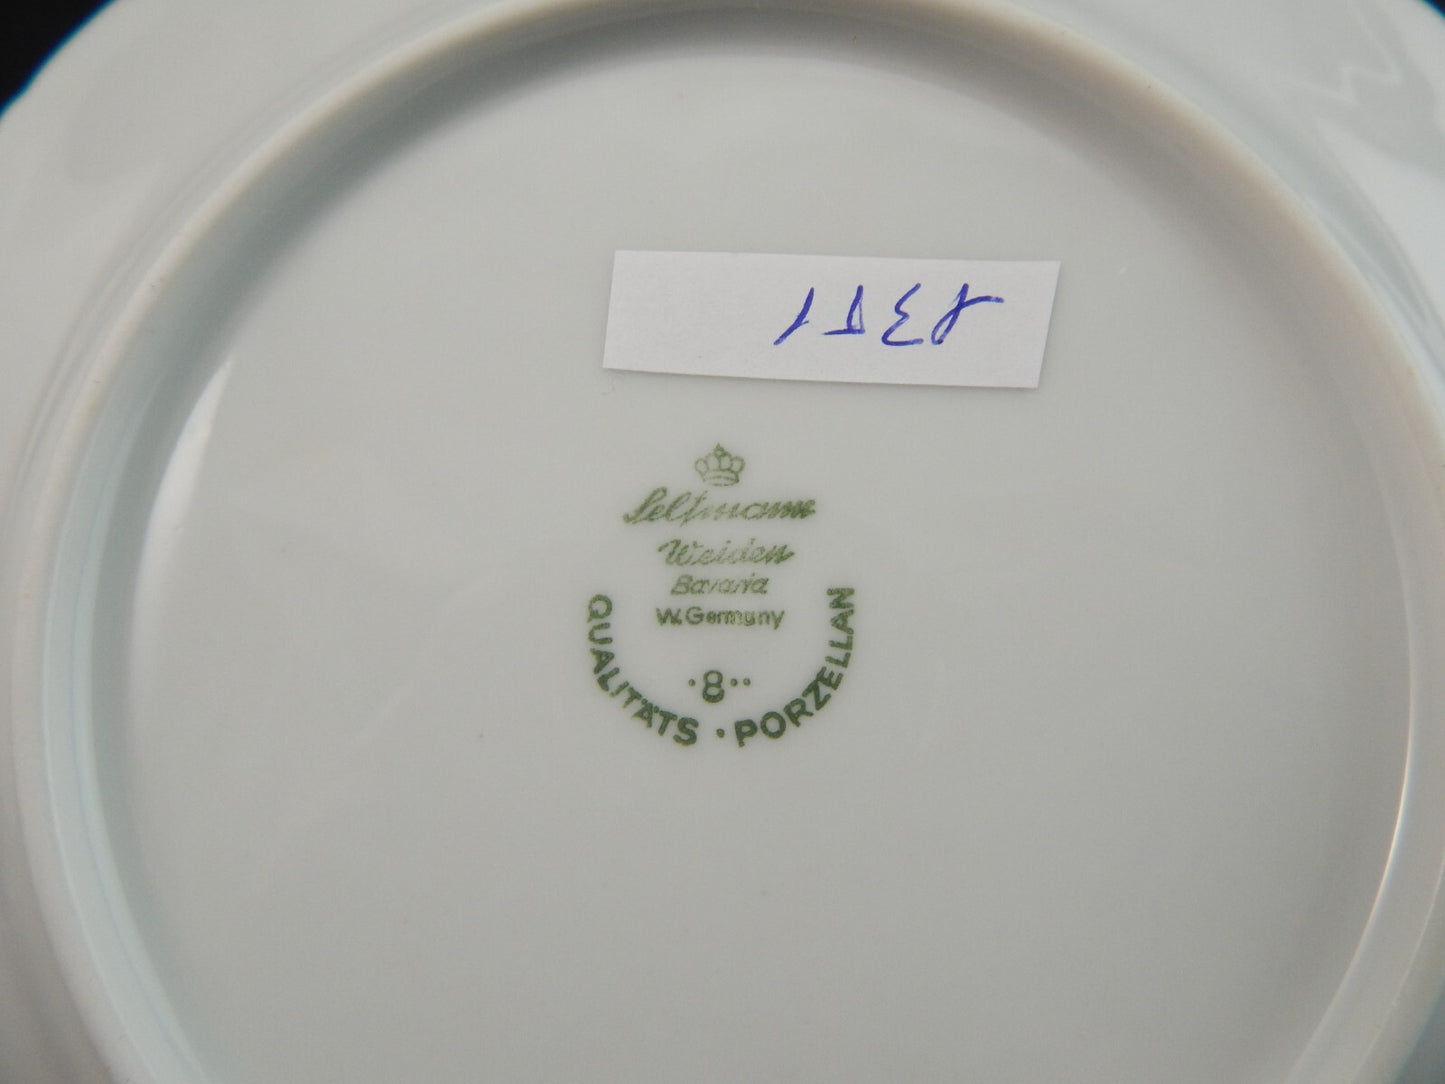 Seltmann
Weiden
Bavaria
W.Germany
·8··
QUALITÄTS · PORZELLAN